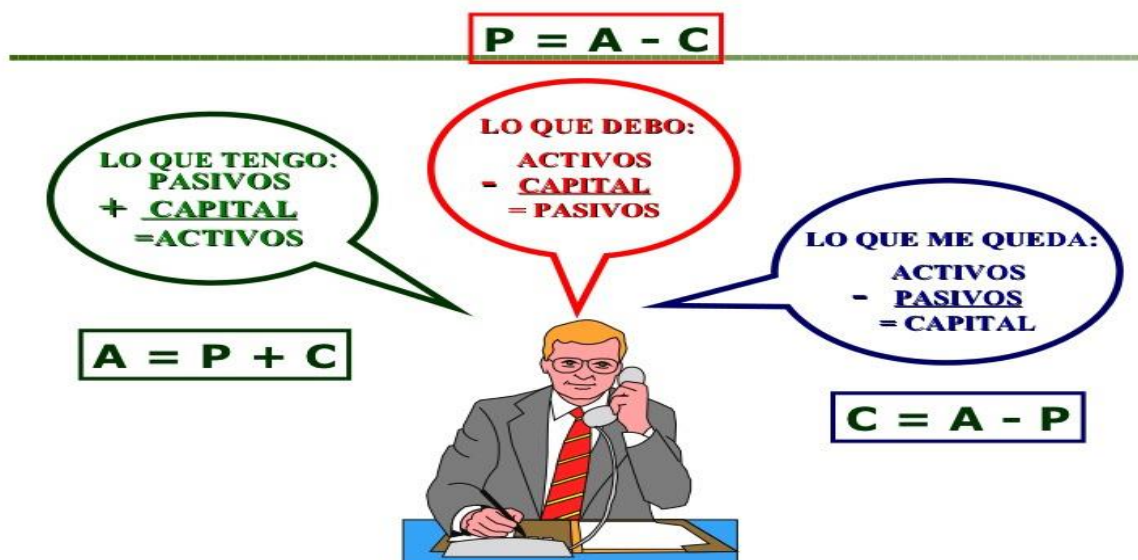 P = A - C
LO QUE TENGO:
PASIVOS
+ CAPITAL
=ACTIVOS
A = P + C
LO QUE DEBO:
ACTIVOS
- CAPITAL
= PASIVOS
LO QUE ME QUEDA:
ACTIVOS
- PASIVOS
= CAPITAL
C = A - P